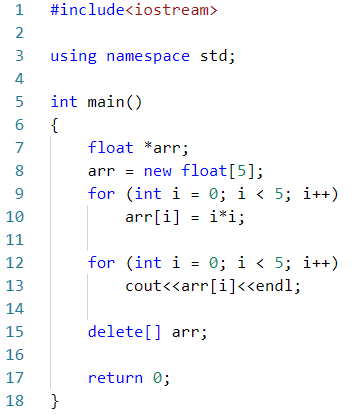 1 #include<iostream>
2
3 using namespace std;
4
5 int main()
6 {
7     float *arr;
8     arr = new float[5];
9     for (int i = 0; i < 5; i++)
10         arr[i] = i*i;
11
12     for (int i = 0; i < 5; i++)
13         cout<<arr[i]<<endl;
14
15     delete[] arr;
16
17     return 0;
18 }